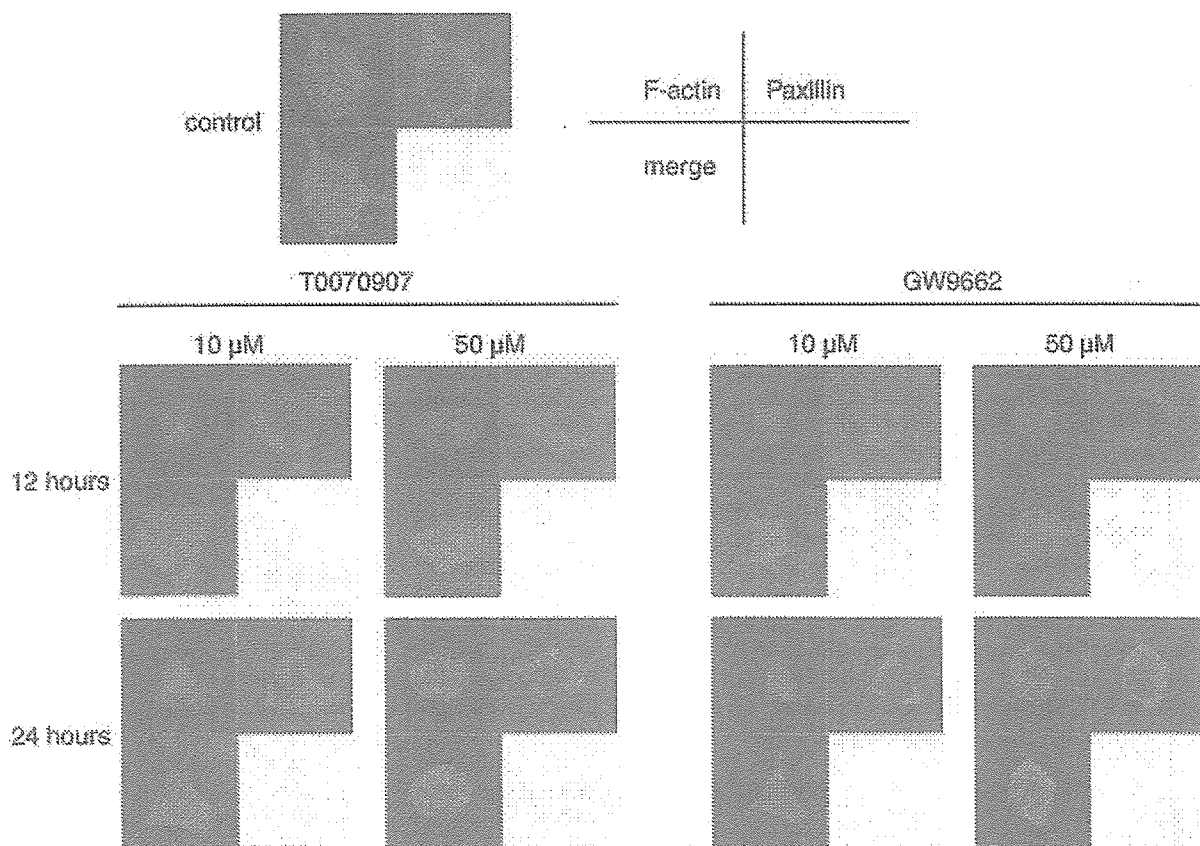 control
F-actin Paxillin
merge
T0070907 GW9662
10 µM 50 µM 10 µM 50 µM
12 hours
24 hours